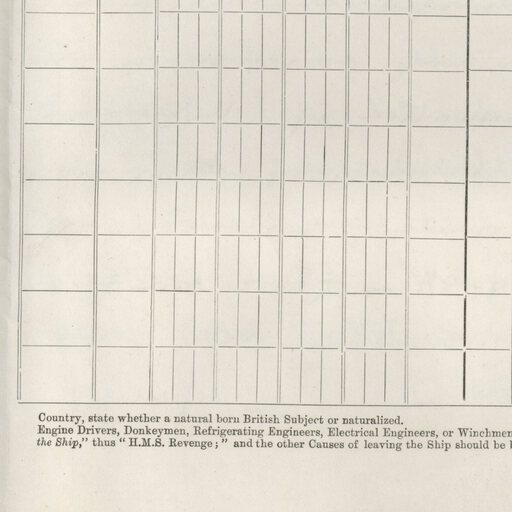 Country, state whether a natural born British Subject or naturalized.
Engine Drivers, Donkeymen, Refrigerating Engineers, Electrical Engineers, or Winchmen
the Ship," thus "H.M.S. Revenge;" and the other Causes of leaving the Ship should be